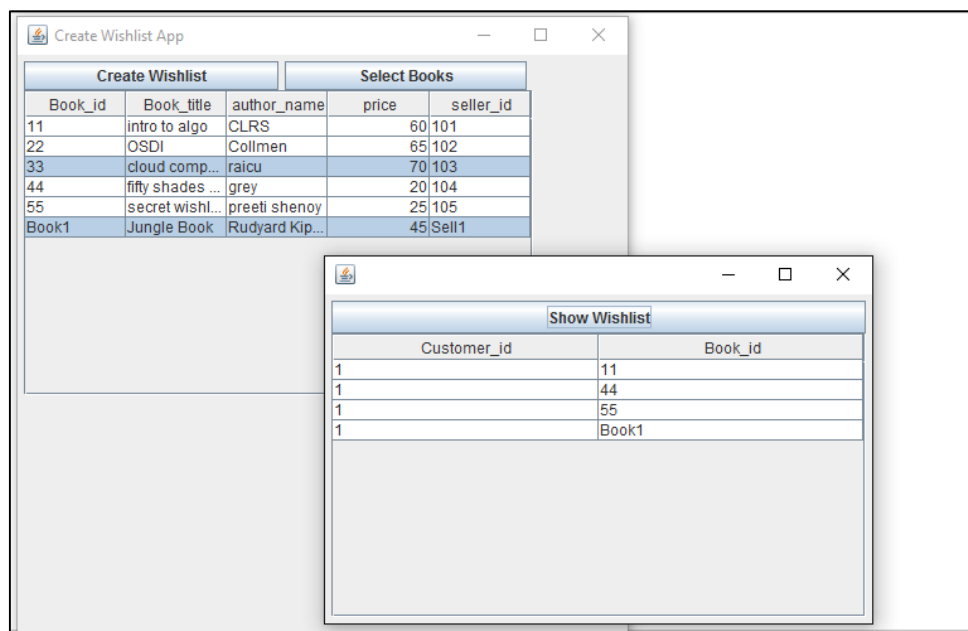 Create Wishlist App
Create Wishlist Select Books
Book_id Book_title author_name price seller_id
11 intro to algo CLRS 60 101
22 OSDI Collmen 65 102
33 cloud comp... raicu 70 103
44 fifty shades ... grey 20 104
55 secret wishl... preeti shenoy 25 105
Book1 Jungle Book Rudyard Kip... 45 Sell1
Show Wishlist
Customer_id Book_id
1 11
1 44
1 55
1 Book1